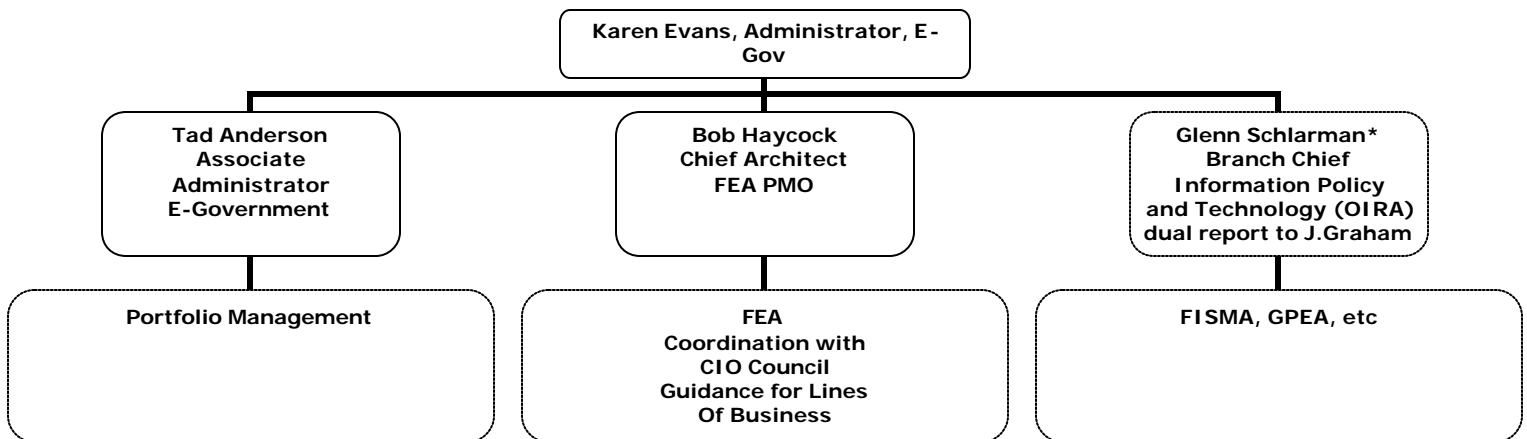 Karen Evans, Administrator, E-
Gov
Tad Anderson
Associate
Administrator
E-Government
Bob Haycock
Chief Architect
FEA PMO
Glenn Schlarman*
Branch Chief
Information Policy
and Technology (OIRA)
dual report to J.Graham
Portfolio Management
FEA
Coordination with
CIO Council
Guidance for Lines
Of Business
FISMA, GPEA, etc